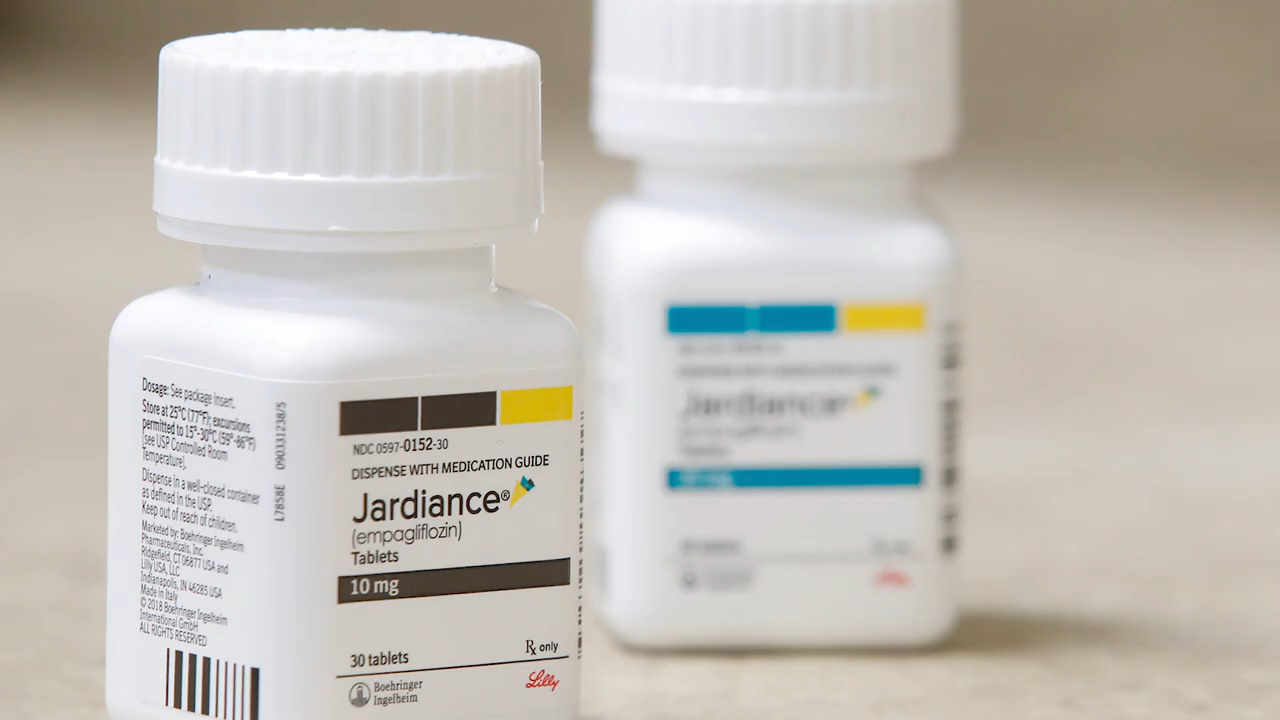 Dosage: See package insert.
Store at 25°C (77°F); excursions
permitted to 15°-30°C (59°-86°F)
[see USP Controlled Room
Temperature].
Dispense in a well-closed container
as defined in the USP.
Keep out of reach of children.
Marketed by: Boehringer Ingelheim
Pharmaceuticals, Inc.
Ridgefield, CT 06877 USA and
Lilly USA, LLC
Indianapolis, IN 46285 USA
Made in Italy
© 2018 Boehringer Ingelheim
International GmbH
ALL RIGHTS RESERVED
L7858E 090331238/5
NDC 0597-0152-30
DISPENSE WITH MEDICATION GUIDE
Jardiance®
(empagliflozin)
Tablets
10 mg
30 tablets
Rx only
Boehringer
Ingelheim
Lilly
Jardiance